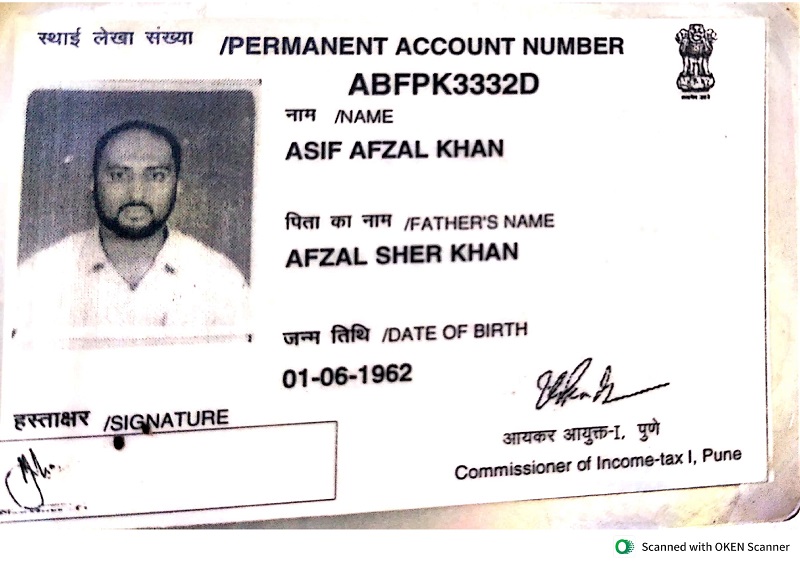 स्थाई लेखा संख्या /PERMANENT ACCOUNT NUMBER
ABFPK3332D
नाम /NAME
ASIF AFZAL KHAN
पिता का नाम /FATHER'S NAME
AFZAL SHER KHAN
जन्म तिथि /DATE OF BIRTH
01-06-1962
हस्ताक्षर /SIGNATURE
आयकर आयुक्त-I, पुणे
Commissioner of Income-tax I, Pune
Scanned with OKEN Scanner